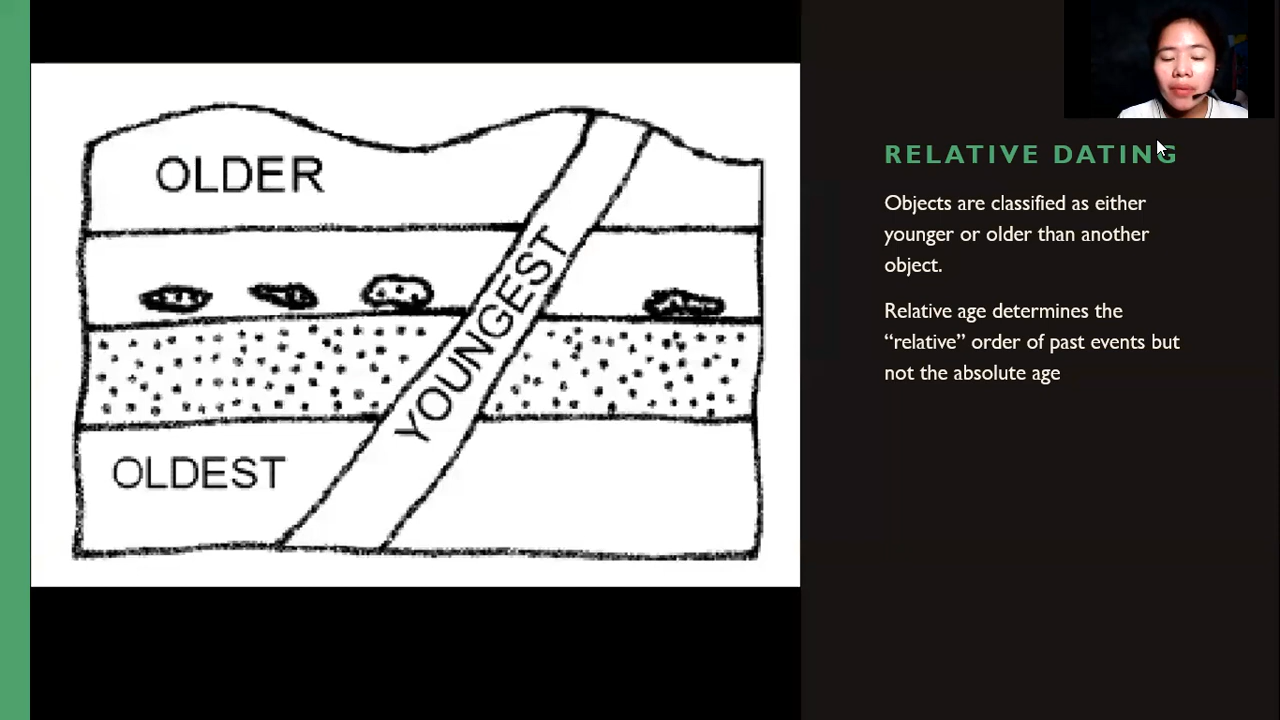 OLDER
YOUNGEST
OLDEST
RELATIVE DATING
Objects are classified as either
younger or older than another
object.
Relative age determines the
“relative” order of past events but
not the absolute age